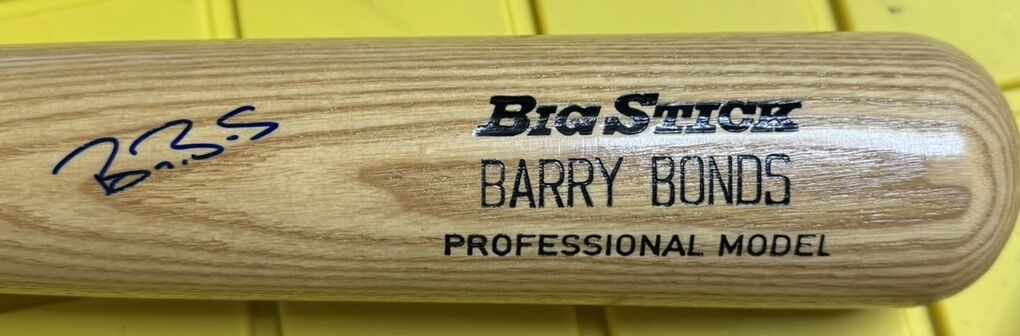 BIG STICK
BARRY BONDS
PROFESSIONAL MODEL